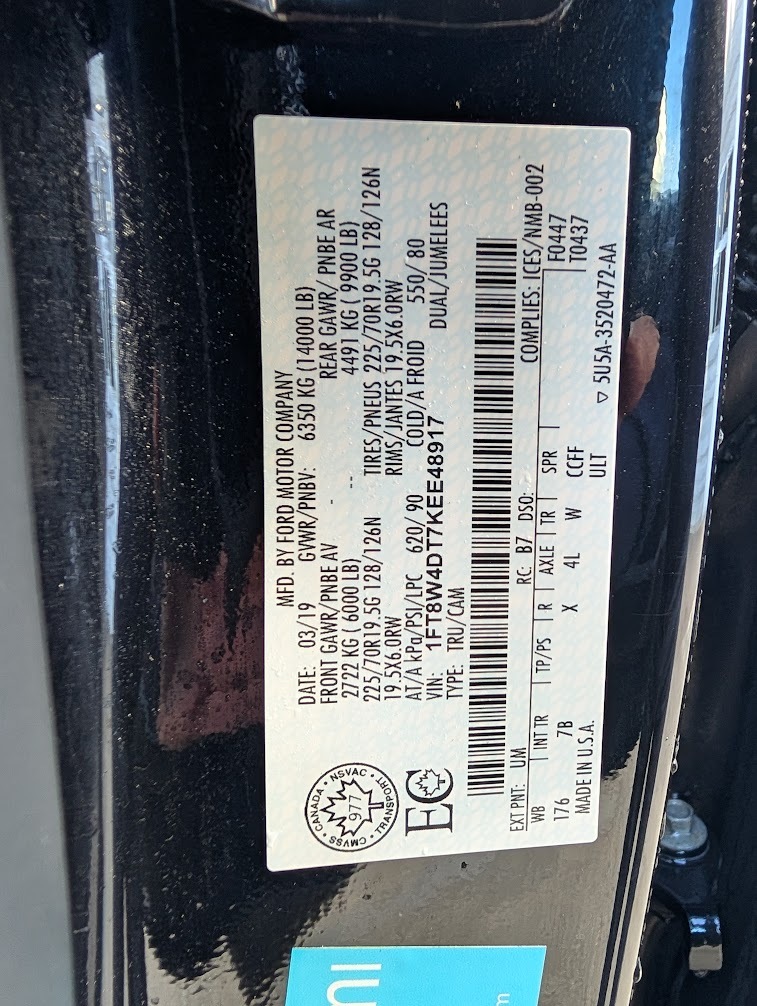 MFD. BY FORD MOTOR COMPANY
DATE: 03/19 GVWR/PNBV: 6350 KG (14000 LB)
FRONT GAWR/PNBE AV - REAR GAWR/ PNBE AR
2722 KG ( 6000 LB) -- 4491 KG ( 9900 LB)
225/70R19.5G 128/126N TIRES/PNEUS 225/70R19.5G 128/126N
19.5X6.0RW RIMS/JANTES 19.5X6.0RW
AT/A kPa/PSI/LPC 620/ 90 COLD/A FROID 550/ 80
VIN: 1FT8W4DT7KEE48917 DUAL/JUMELEES
TYPE: TRU/CAM
CANADA • NSVAC • TRANSPORT • CMVSS •
977
EC
EXT PNT: UM RC: B7 DSO: COMPLIES: ICES/NMB-002
WB INT TR TP/PS R AXLE TR SPR F0447
176 7B X 4L W CCFF T0437
MADE IN U.S.A. ULT
▽ 5U5A-3520472-AA
ni
m